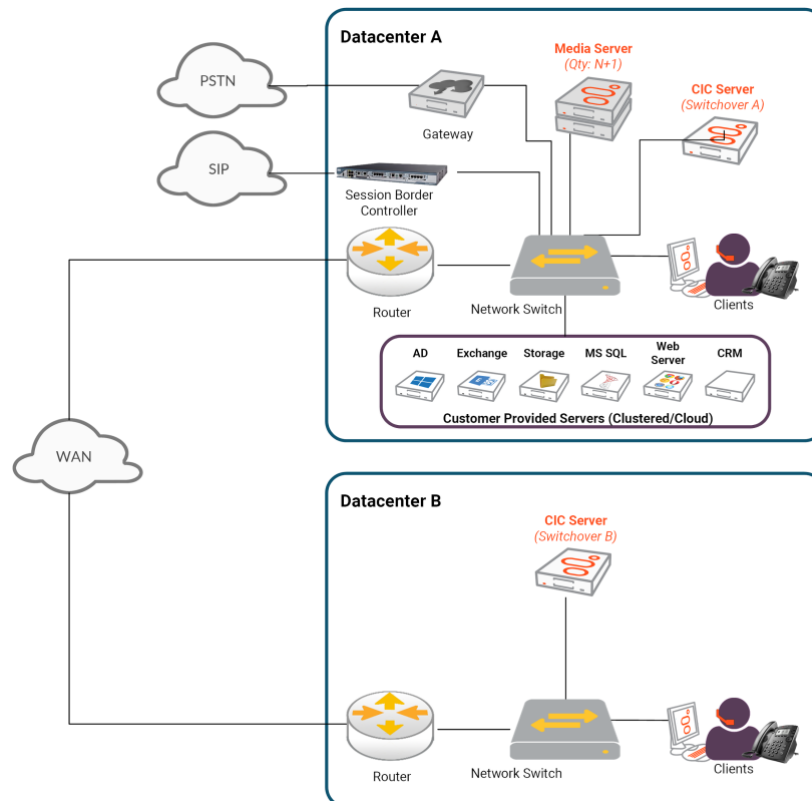 Datacenter A
PSTN
Media Server
(Qty: N+1)
CIC Server
(Switchover A)
Gateway
SIP
Session Border
Controller
Router
Network Switch
Clients
AD
Exchange
Storage
MS SQL
Web
Server
CRM
Customer Provided Servers (Clustered/Cloud)
WAN
Datacenter B
CIC Server
(Switchover B)
Router
Network Switch
Clients